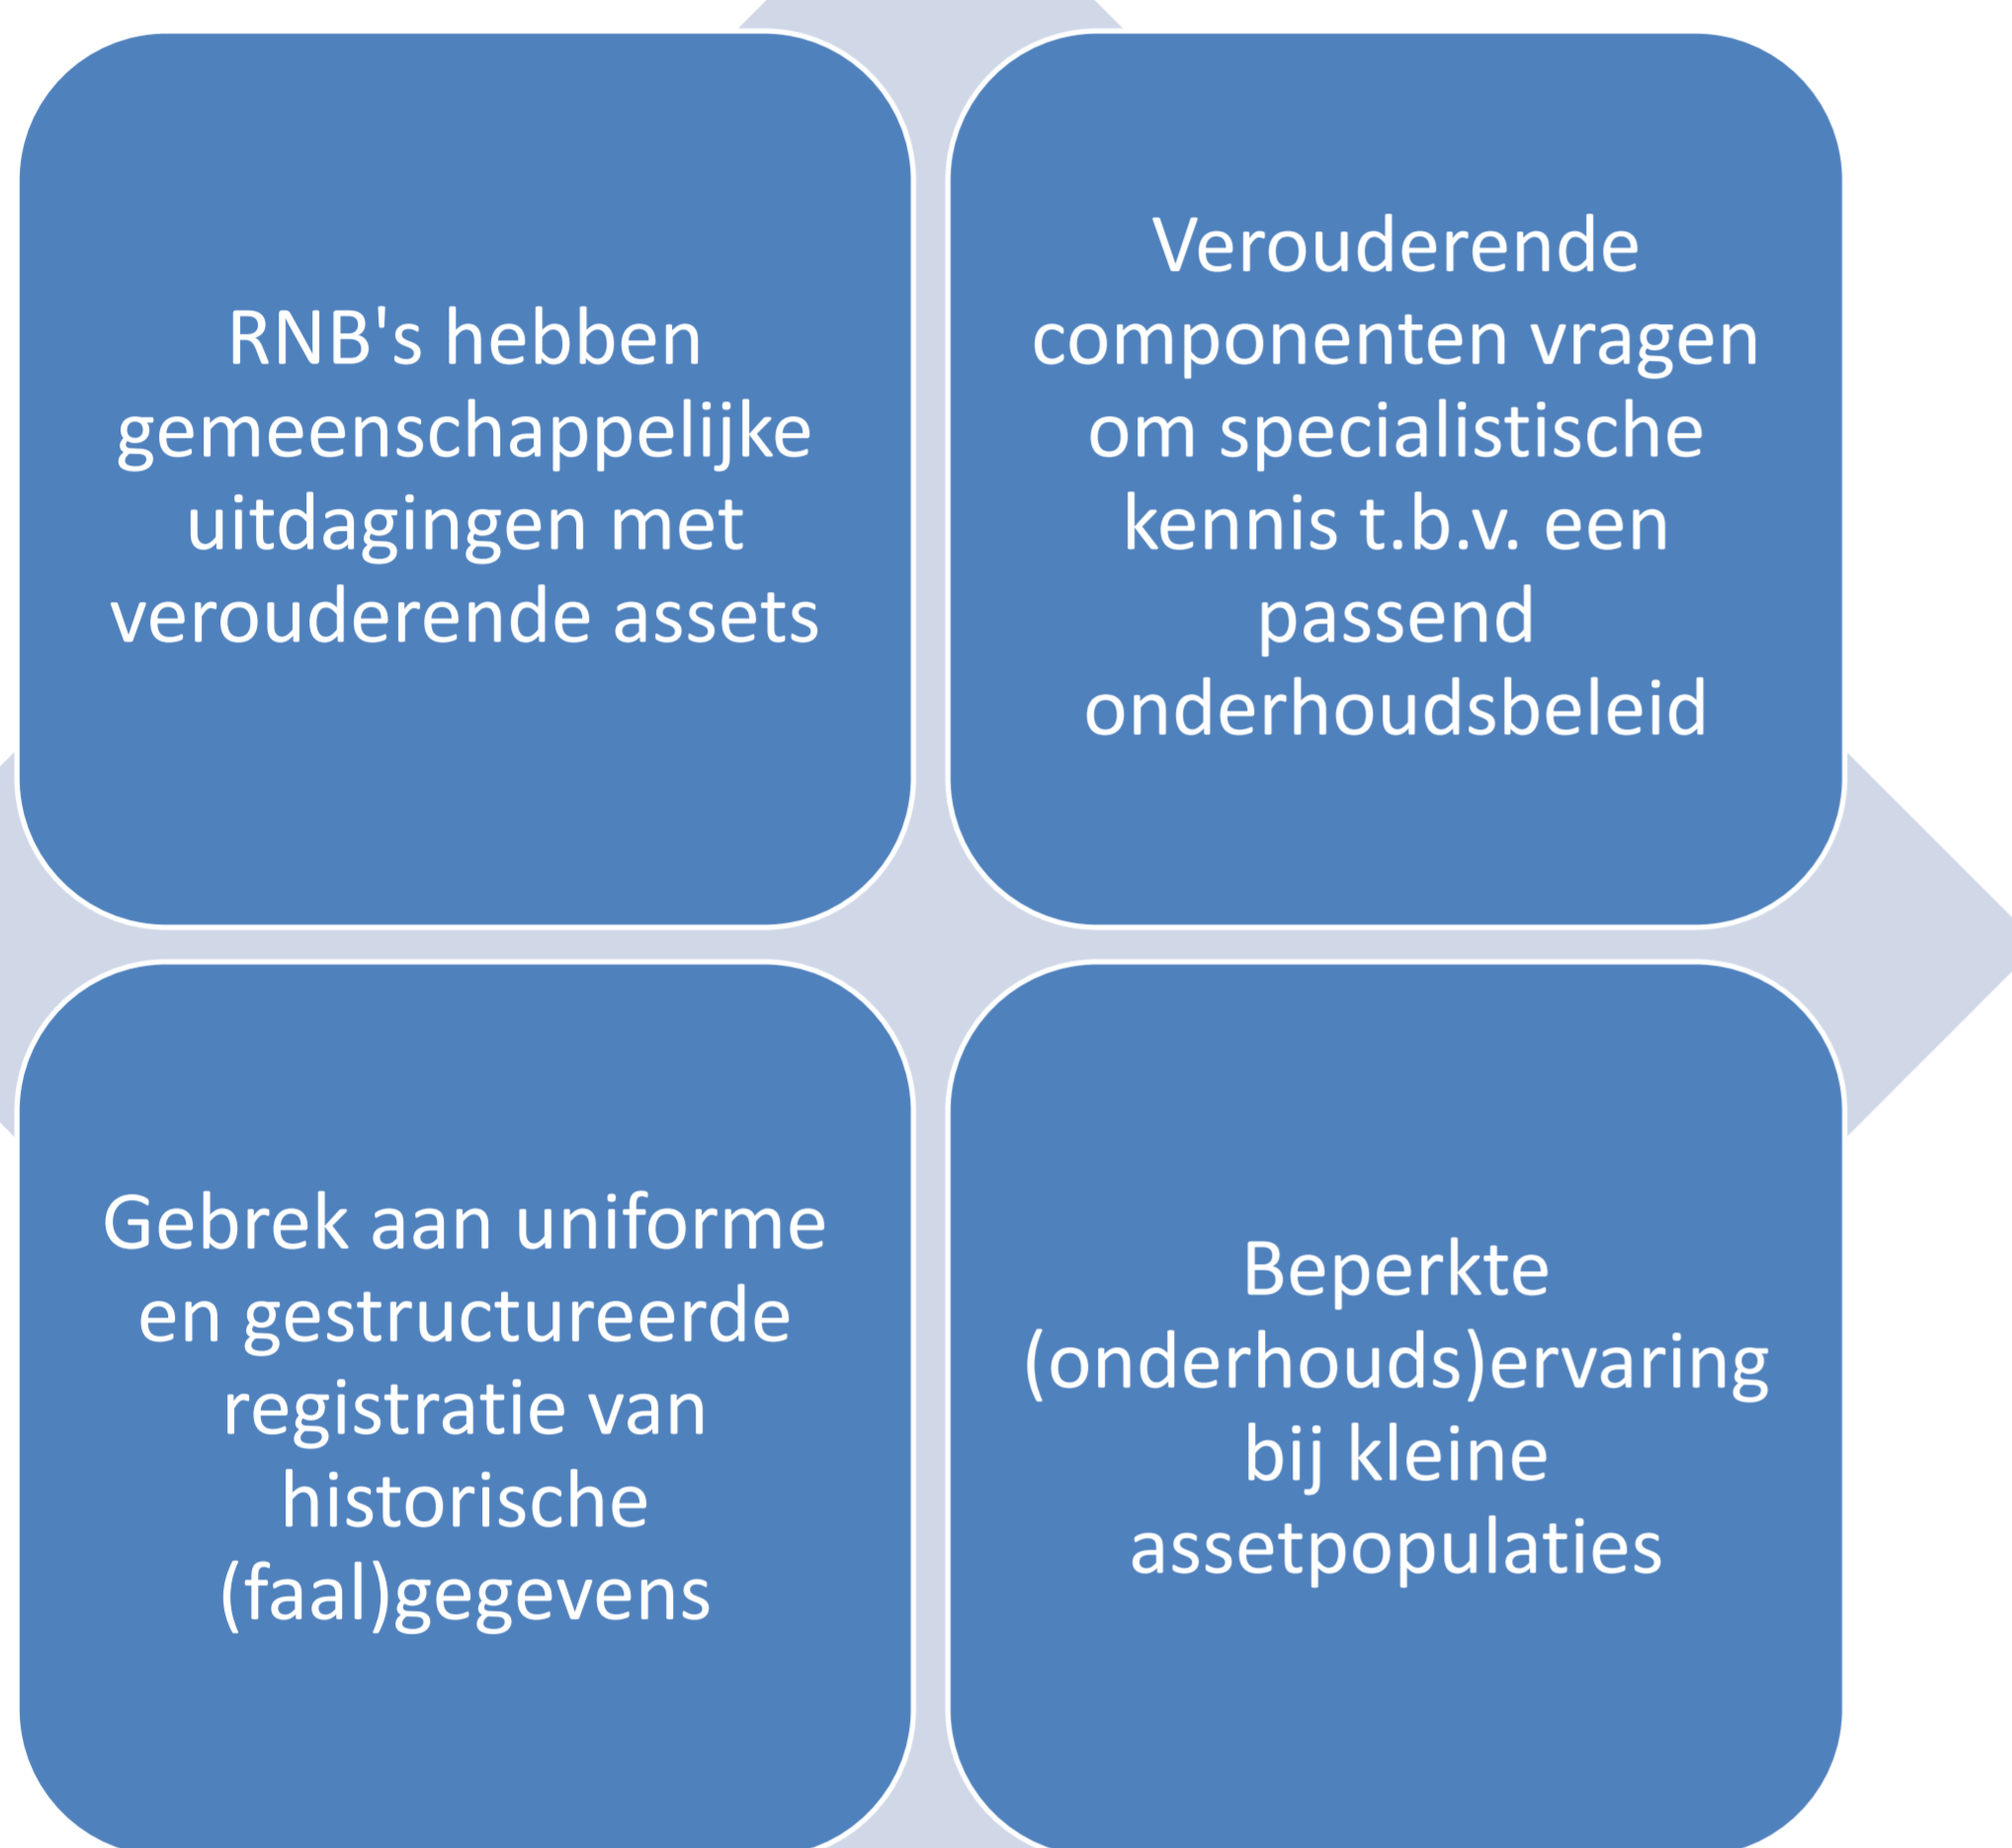 RNB's hebben
gemeenschappelijke
uitdagingen met
verouderende assets
Verouderende
componenten vragen
om specialistische
kennis t.b.v. een
passend
onderhoudsbeleid
Gebrek aan uniforme
en gestructureerde
registratie van
historische
(faal)gegevens
Beperkte
(onderhouds)ervaring
bij kleine
assetpopulaties